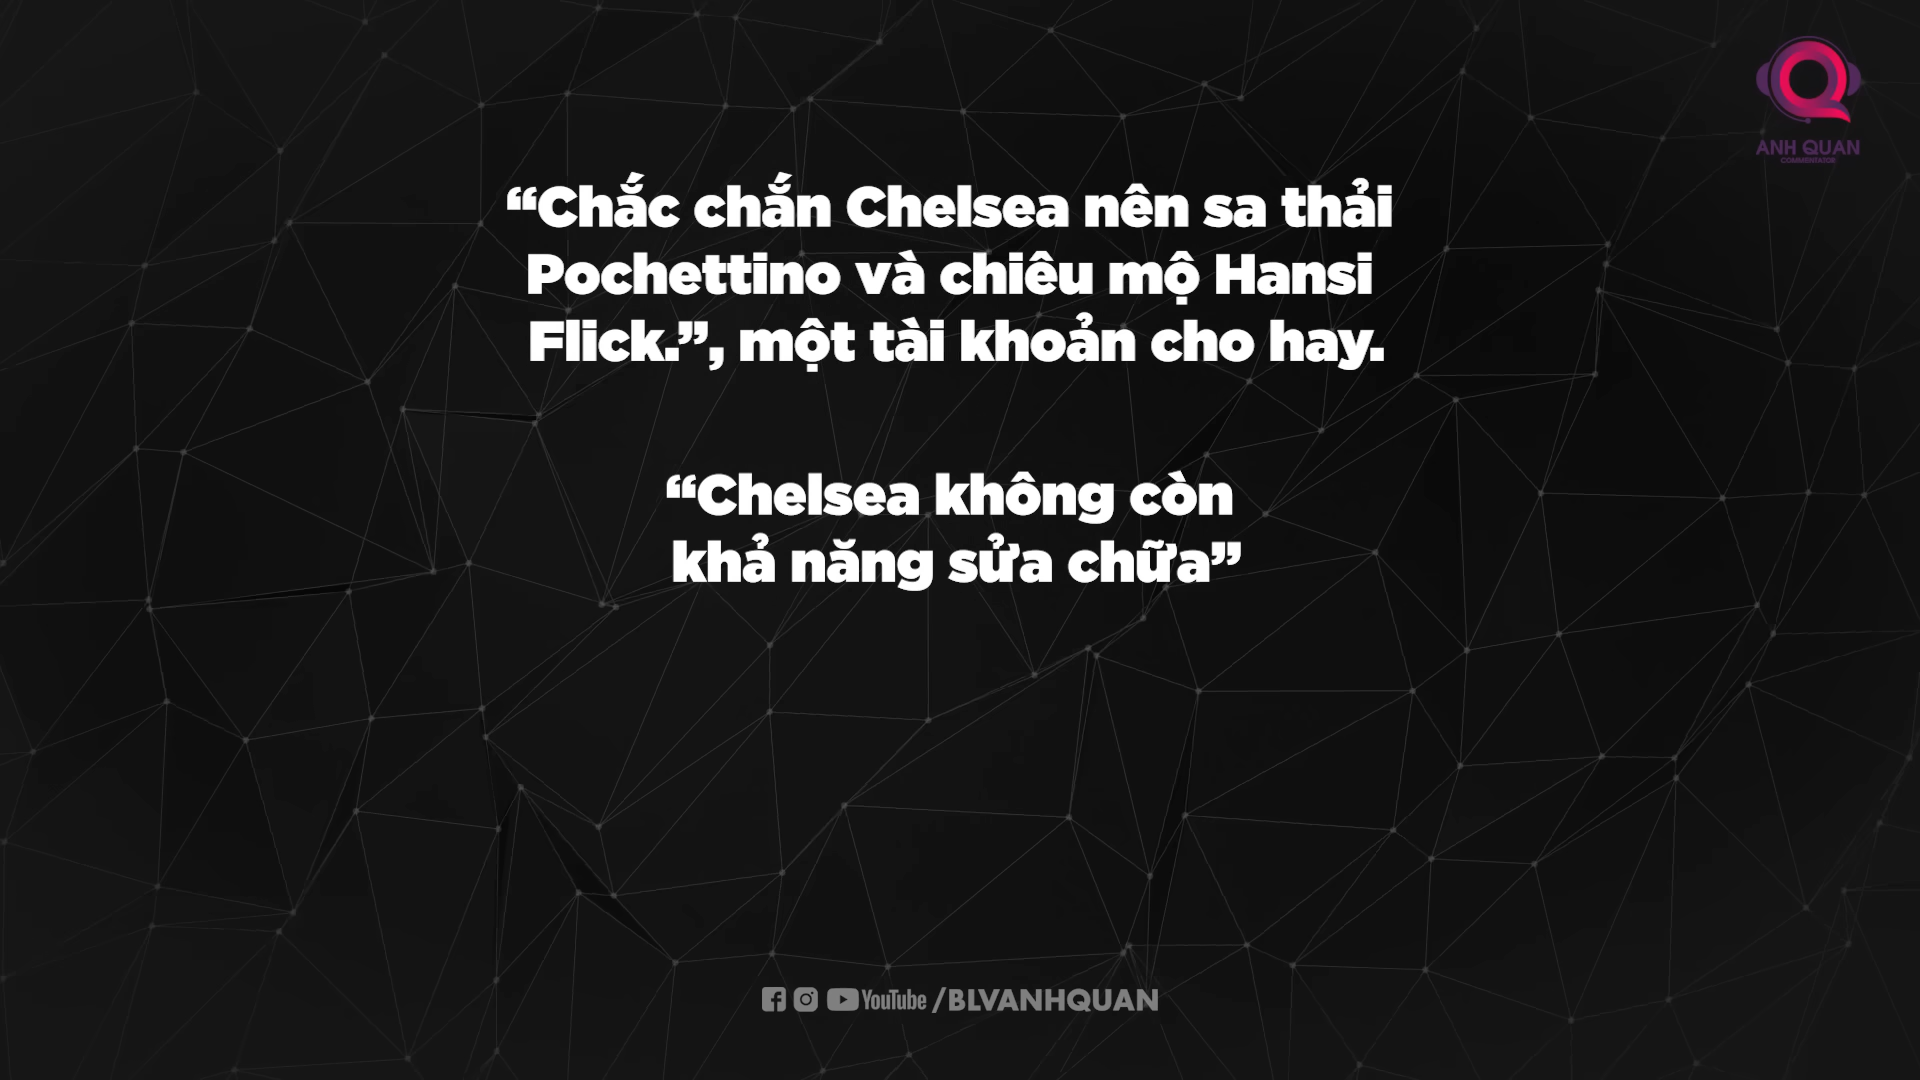 ANH QUAN
COMMENTATOR
“Chắc chắn Chelsea nên sa thải
Pochettino và chiêu mộ Hansi
Flick.”, một tài khoản cho hay.
“Chelsea không còn
khả năng sửa chữa”
YouTube /BLVANHQUAN